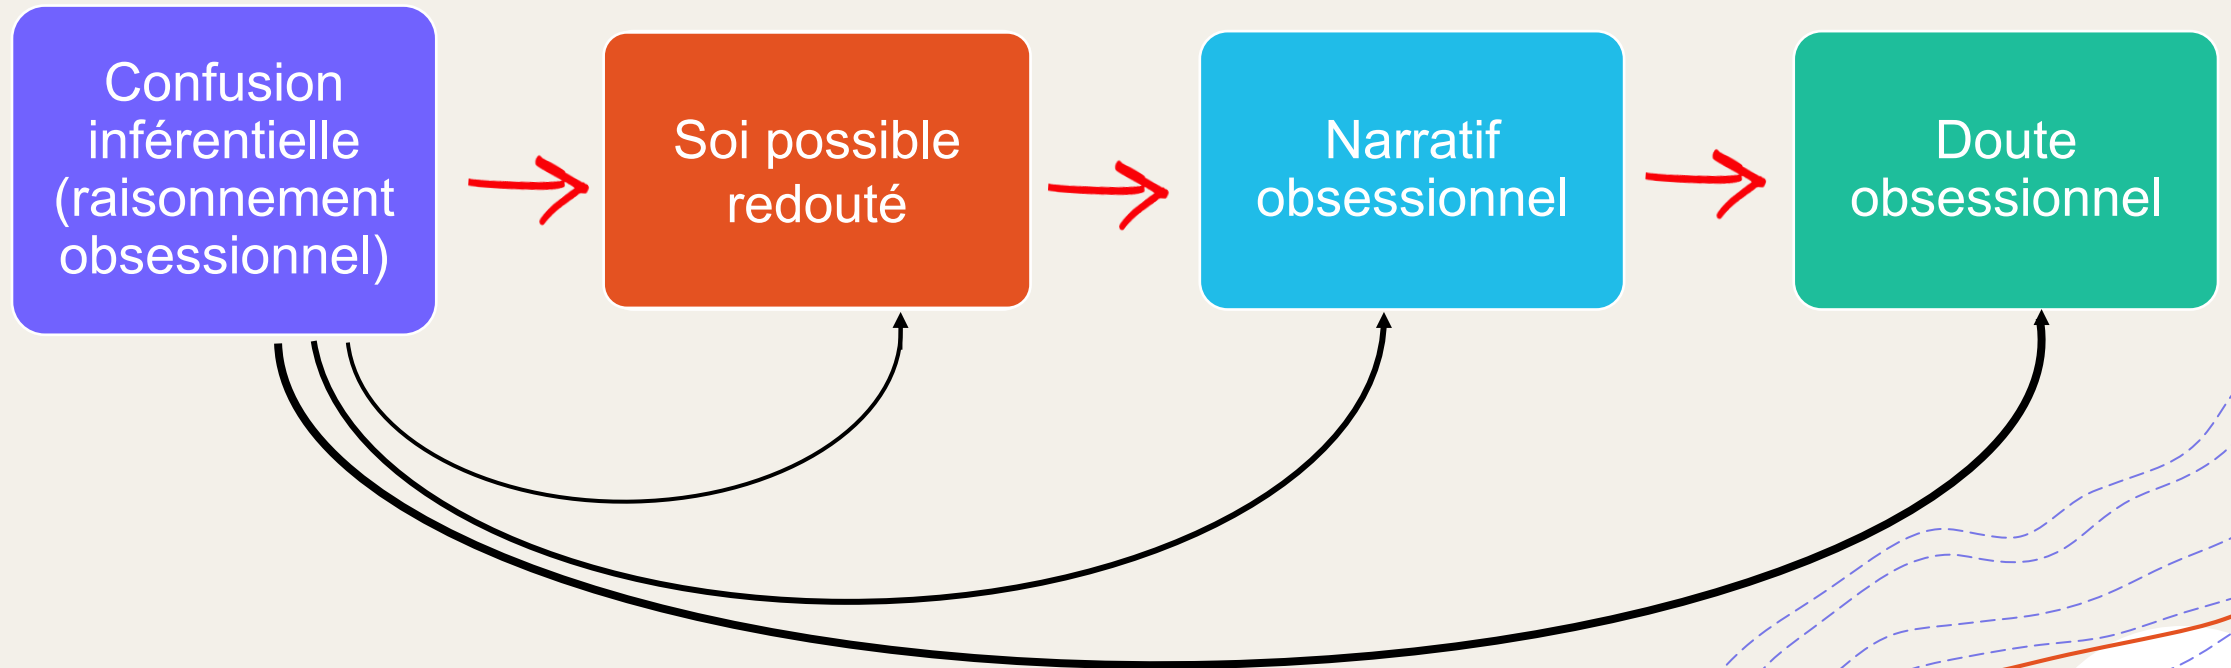 Confusion
inférentielle
(raisonnement
obsessionnel)
Soi possible
redouté
Narratif
obsessionnel
Doute
obsessionnel